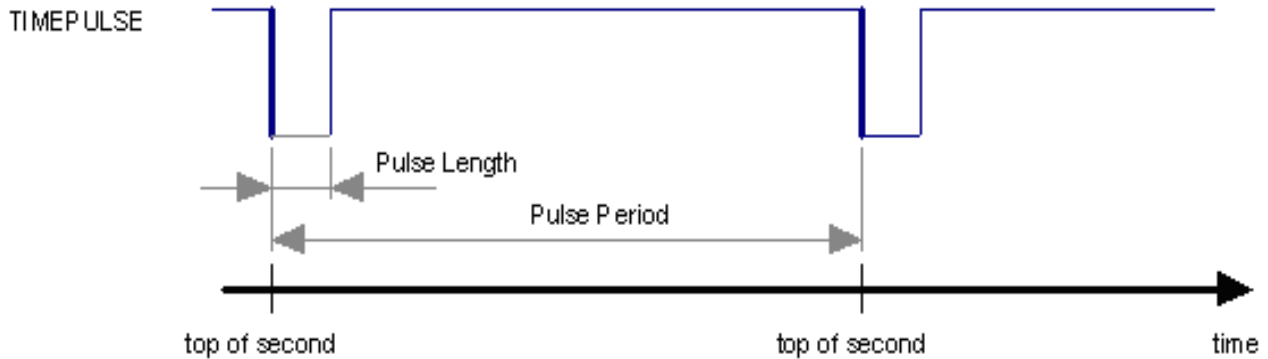 TIMEPULSE
Pulse Length
Pulse Period
top of second
top of second
time